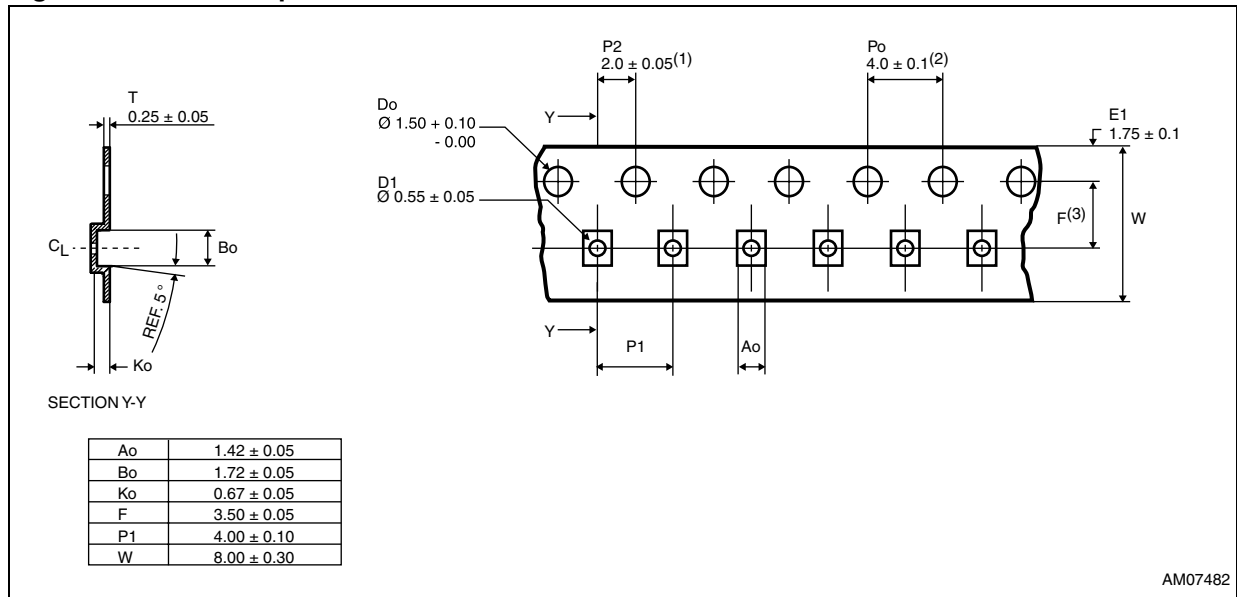 P2
2.0 ± 0.05(1)
Po
4.0 ± 0.1(2)
T
0.25 ± 0.05
Do
Ø 1.50 + 0.10
- 0.00
Y
E1
1.75 ± 0.1
D1
Ø 0.55 ± 0.05
F(3)
W
CL
Bo
REF. 5°
Ko
Y
P1
Ao
SECTION Y-Y
Ao 1.42 ± 0.05
Bo 1.72 ± 0.05
Ko 0.67 ± 0.05
F 3.50 ± 0.05
P1 4.00 ± 0.10
W 8.00 ± 0.30
AM07482